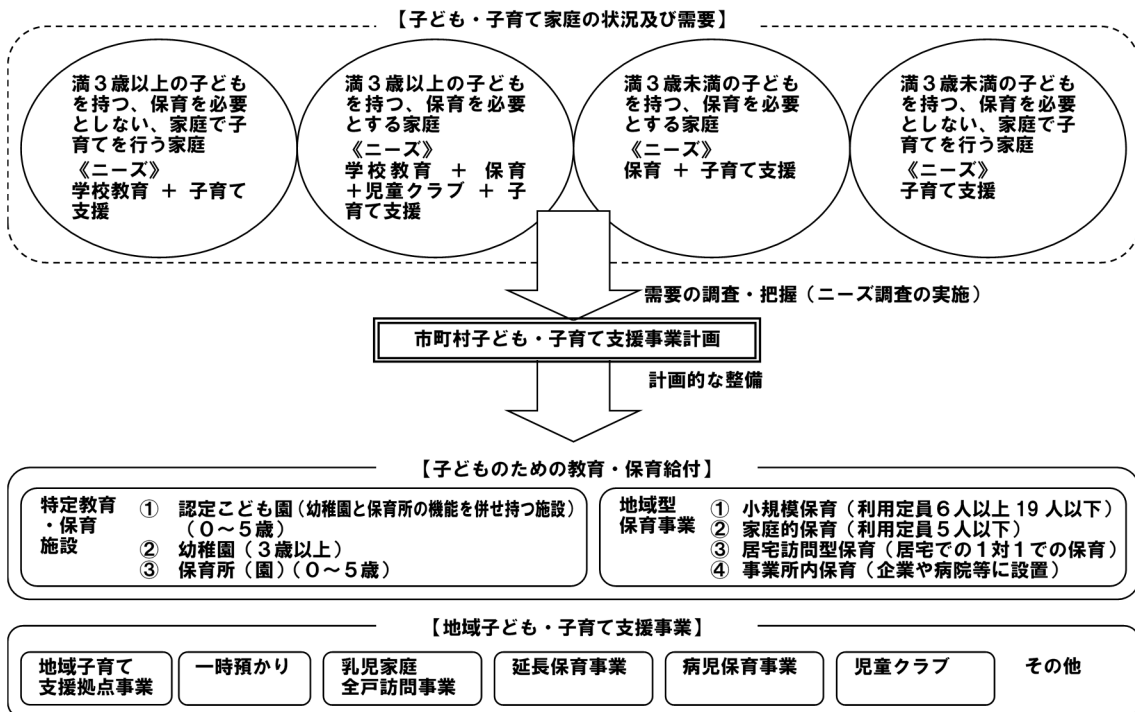 【子ども・子育て家庭の状況及び需要】
満３歳以上の子ども
を持つ、保育を必要
としない、家庭で子
育てを行う家庭
《ニーズ》
学校教育 ＋ 子育て
支援
満３歳以上の子ども
を持つ、保育を必要
とする家庭
《ニーズ》
学校教育 ＋ 保育
＋児童クラブ ＋ 子
育て支援
満３歳未満の子ども
を持つ、保育を必要
とする家庭
《ニーズ》
保育 ＋ 子育て支援
満３歳未満の子ども
を持つ、保育を必要
としない、家庭で子
育てを行う家庭
《ニーズ》
子育て支援
需要の調査・把握（ニーズ調査の実施）
市町村子ども・子育て支援事業計画
計画的な整備
【子どものための教育・保育給付】
特定教育
・保育
施設
① 認定こども園（幼稚園と保育所の機能を併せ持つ施設）
（０～５歳）
② 幼稚園（３歳以上）
③ 保育所（園）（０～５歳）
地域型
保育事業
① 小規模保育（利用定員６人以上 19 人以下）
② 家庭的保育（利用定員５人以下）
③ 居宅訪問型保育（居宅での１対１での保育）
④ 事業所内保育（企業や病院等に設置）
【地域子ども・子育て支援事業】
地域子育て
支援拠点事業
一時預かり
乳児家庭
全戸訪問事業
延長保育事業
病児保育事業
児童クラブ
その他